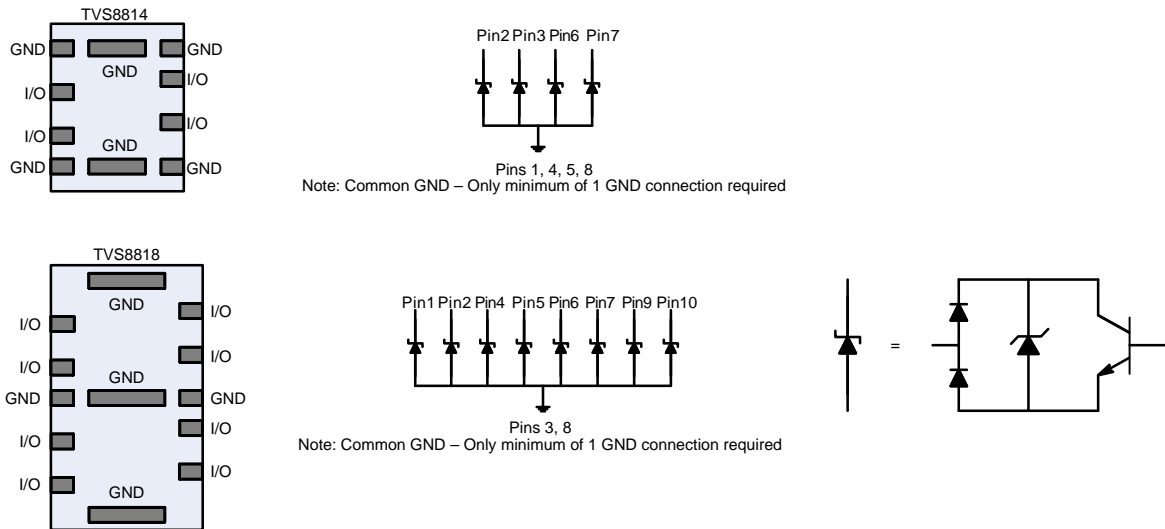 TVS8814
GND
GND
GND
I/O
I/O
I/O
I/O
GND
GND
GND
Pin2 Pin3 Pin6 Pin7
Pins 1, 4, 5, 8
Note: Common GND – Only minimum of 1 GND connection required
TVS8818
GND
I/O
I/O
I/O
I/O
GND
GND
GND
I/O
I/O
I/O
I/O
GND
Pin1 Pin2 Pin4 Pin5 Pin6 Pin7 Pin9 Pin10
Pins 3, 8
Note: Common GND – Only minimum of 1 GND connection required
=